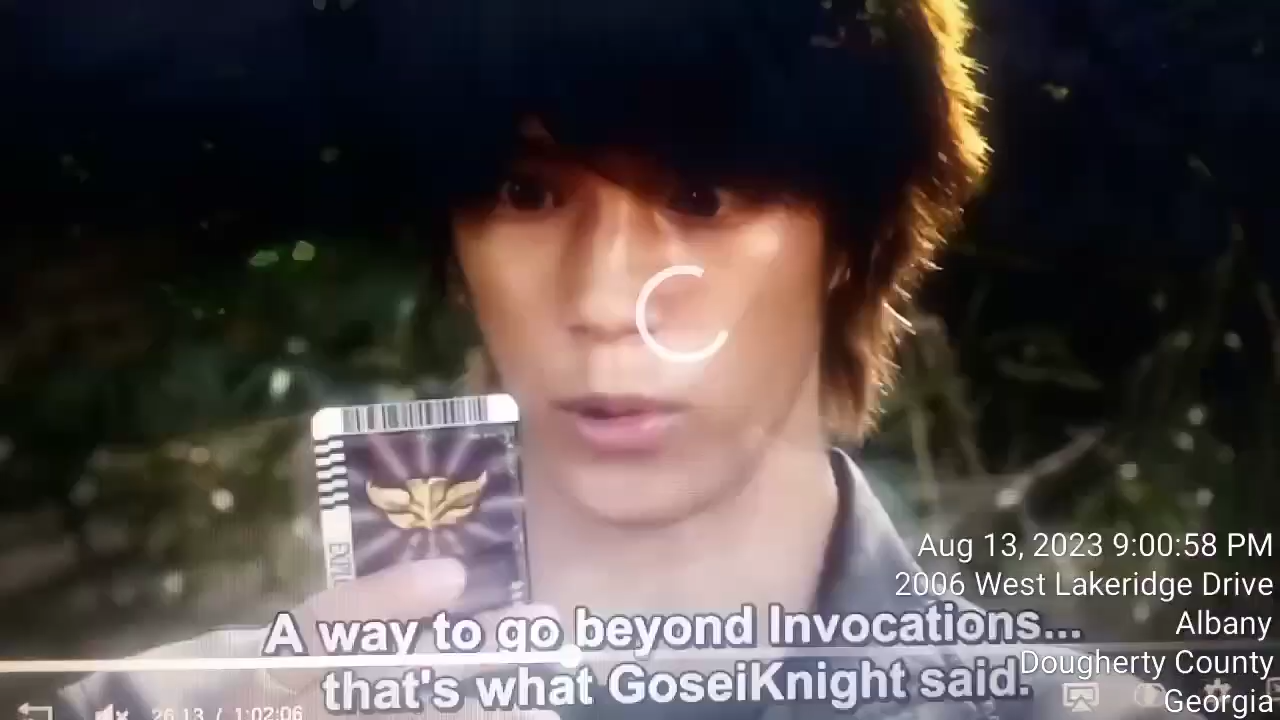 EXPL
Aug 13, 2023 9:00:58 PM
2006 West Lakeridge Drive
Albany
Dougherty County
Georgia
A way to go beyond Invocations...
that's what GoseiKnight said.
26:13 / 1:02:06